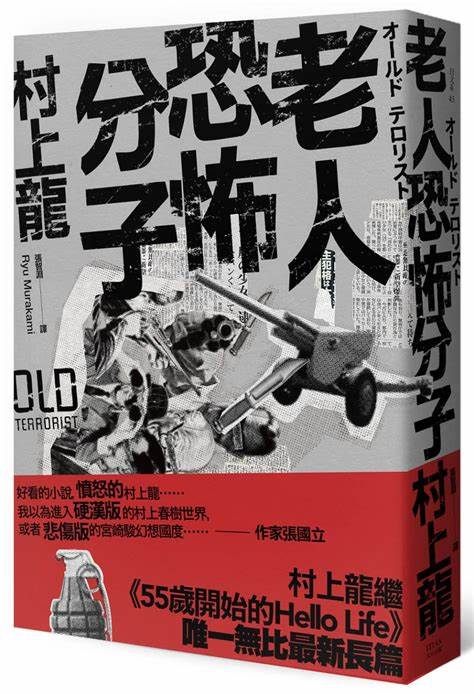 老人
恐怖
分子
オールド テロリスト
村上龍
Ryu Murakami
張智淵 譯
主犯格は
OLD
TERRORIST
好看的小說,憤怒的村上龍……
我以為進入硬漢版的村上春樹世界,
或者悲傷版的宮崎駿幻想國度…… ——作家張國立
村上龍繼
《55歲開始的Hello Life》
唯一無比最新長篇
老人恐怖分子
オールド テロリスト
村上龍